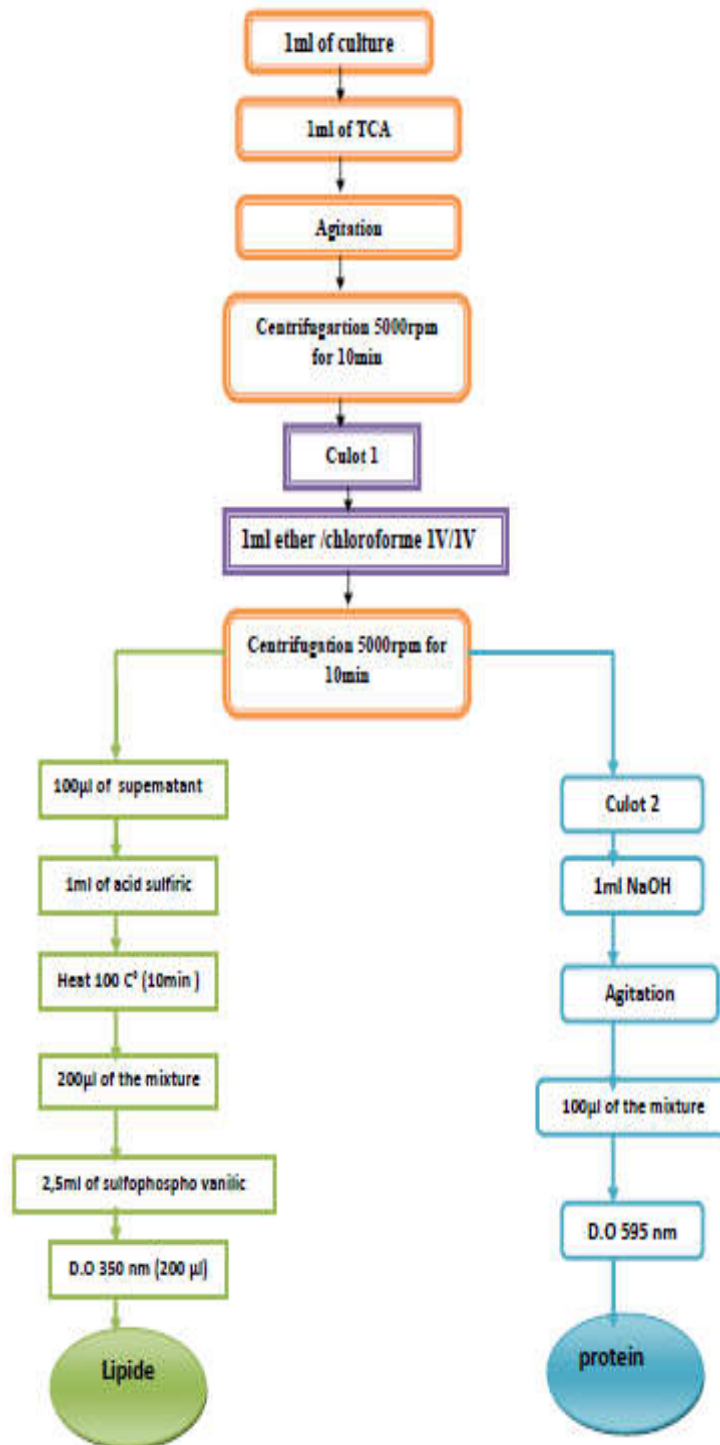 1ml of culture
1ml of TCA
Agitation
Centrifugartion 5000rpm
for 10min
Culot 1
1ml ether /chloroforme 1V/1V
Centrifugation 5000rpm for
10min
100µl of supernatant
1ml of acid sulfiric
Heat 100 C° (10min )
200µl of the mixture
2,5ml of sulfophospho vanilic
D.O 350 nm (200 µl)
Lipide
Culot 2
1ml NaOH
Agitation
100µl of the mixture
D.O 595 nm
protein